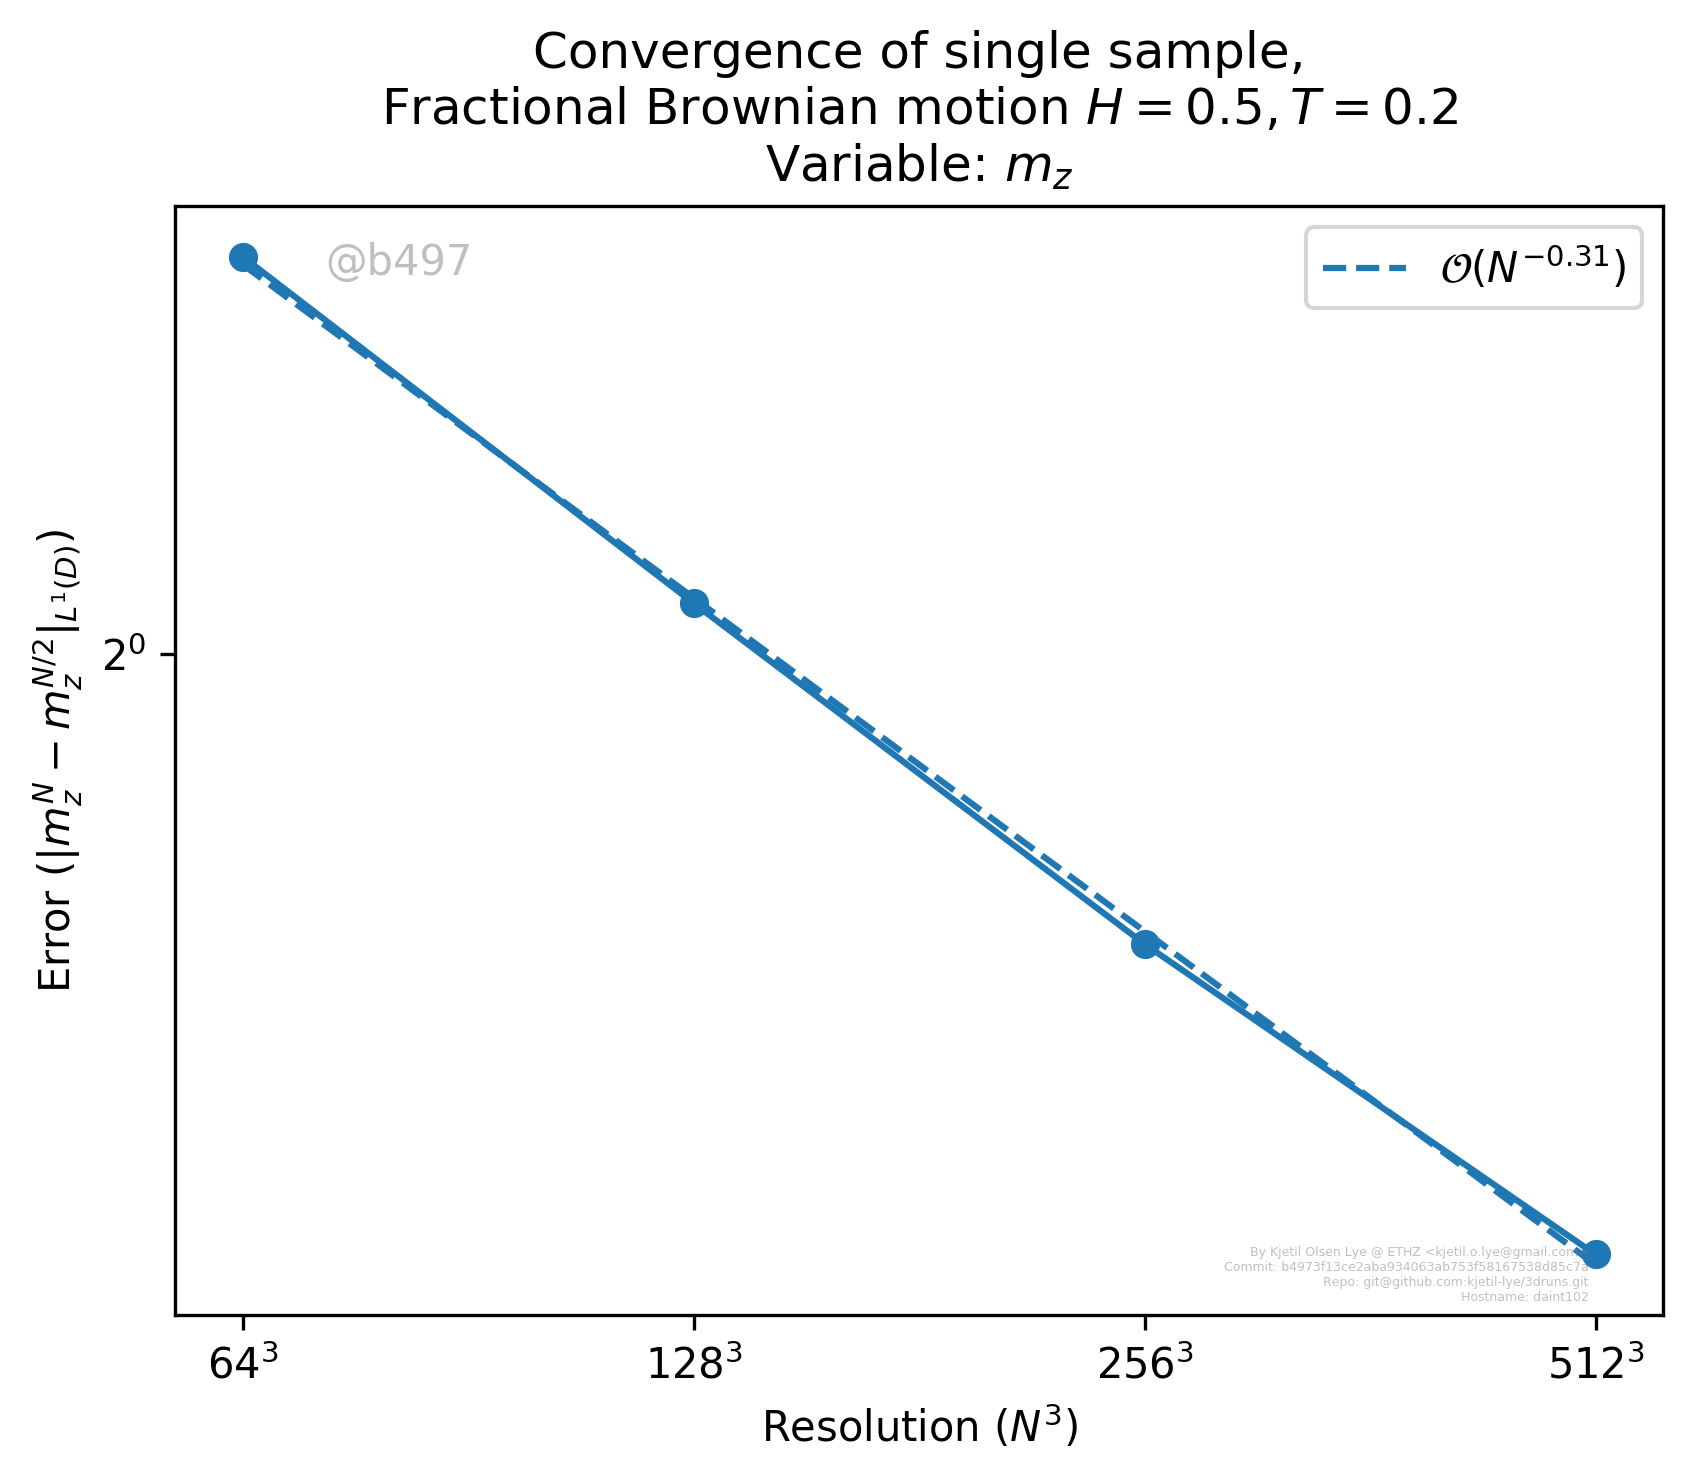 Convergence of single sample,
Fractional Brownian motion $H = 0.5, T = 0.2$
Variable: $m_z$
@b497
$\mathcal{O}(N^{-0.31})$
Error $(|m_z^N - m_z^{N/2}|_{L^1(D)})$
$2^0$
By Kjetil Olsen Lye @ ETHZ <kjetil.o.lye@gmail.com
Commit: b4973f13ce2aba934063ab753f58167538d85c7a
Repo: git@github.com:kjetil-lye/3druns.git
Hostname: daint102
$64^3$ $128^3$ $256^3$ $512^3$
Resolution $(N^3)$